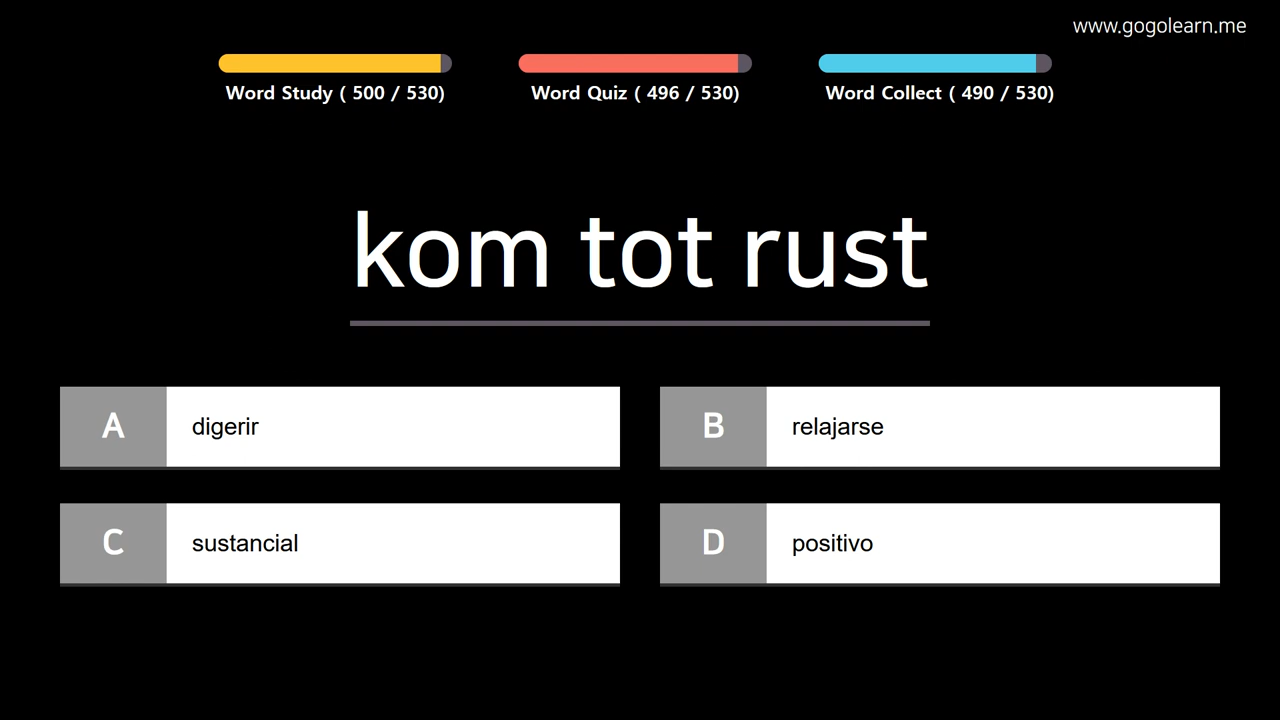 www.gogolearn.me
Word Study ( 500 / 530)
Word Quiz ( 496 / 530)
Word Collect ( 490 / 530)
kom tot rust
A digerir
B relajarse
C sustancial
D positivo